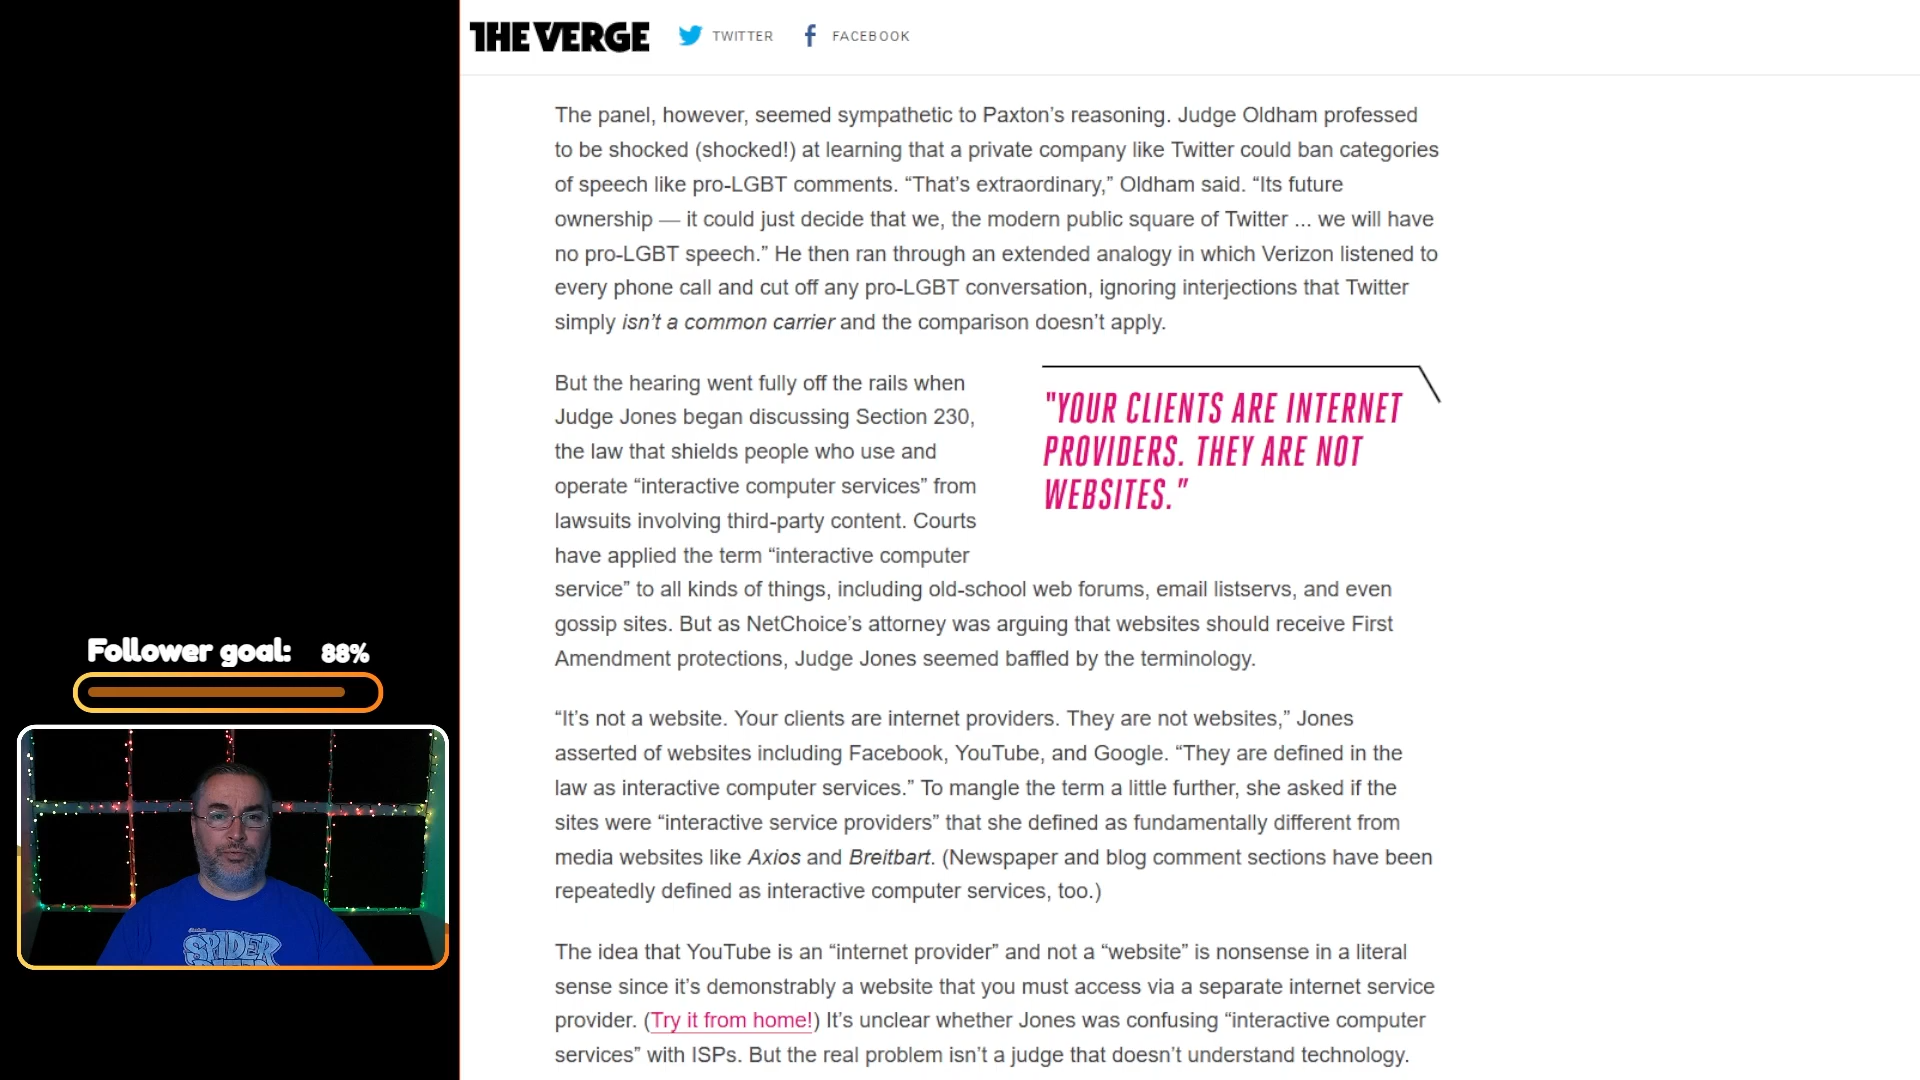 THE VERGE
TWITTER
FACEBOOK
The panel, however, seemed sympathetic to Paxton’s reasoning. Judge Oldham professed
to be shocked (shocked!) at learning that a private company like Twitter could ban categories
of speech like pro-LGBT comments. “That’s extraordinary,” Oldham said. “Its future
ownership — it could just decide that we, the modern public square of Twitter ... we will have
no pro-LGBT speech.” He then ran through an extended analogy in which Verizon listened to
every phone call and cut off any pro-LGBT conversation, ignoring interjections that Twitter
simply isn’t a common carrier and the comparison doesn’t apply.
But the hearing went fully off the rails when
Judge Jones began discussing Section 230,
the law that shields people who use and
operate “interactive computer services” from
lawsuits involving third-party content. Courts
have applied the term “interactive computer
service” to all kinds of things, including old-school web forums, email listservs, and even
gossip sites. But as NetChoice’s attorney was arguing that websites should receive First
Amendment protections, Judge Jones seemed baffled by the terminology.
"YOUR CLIENTS ARE INTERNET
PROVIDERS. THEY ARE NOT
WEBSITES."
“It’s not a website. Your clients are internet providers. They are not websites,” Jones
asserted of websites including Facebook, YouTube, and Google. “They are defined in the
law as interactive computer services.” To mangle the term a little further, she asked if the
sites were “interactive service providers” that she defined as fundamentally different from
media websites like Axios and Breitbart. (Newspaper and blog comment sections have been
repeatedly defined as interactive computer services, too.)
The idea that YouTube is an “internet provider” and not a “website” is nonsense in a literal
sense since it’s demonstrably a website that you must access via a separate internet service
provider. (Try it from home!) It’s unclear whether Jones was confusing “interactive computer
services” with ISPs. But the real problem isn’t a judge that doesn’t understand technology.
Follower goal: 88%
SPIDER